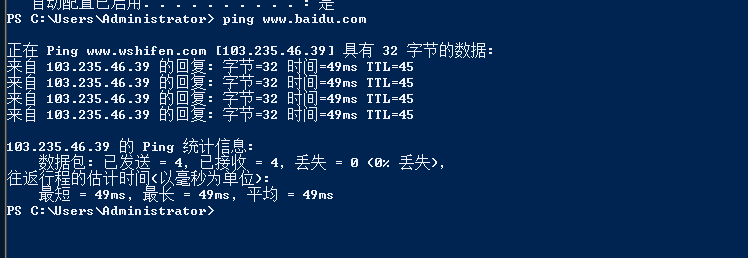 自动配置已启用. . . . . . . . . . : 是
PS C:\Users\Administrator> ping www.baidu.com
正在 Ping www.wshifen.com [103.235.46.39] 具有 32 字节的数据:
来自 103.235.46.39 的回复: 字节=32 时间=49ms TTL=45
来自 103.235.46.39 的回复: 字节=32 时间=49ms TTL=45
来自 103.235.46.39 的回复: 字节=32 时间=49ms TTL=45
来自 103.235.46.39 的回复: 字节=32 时间=49ms TTL=45
103.235.46.39 的 Ping 统计信息:
数据包: 已发送 = 4, 已接收 = 4, 丢失 = 0 (0% 丢失),
往返行程的估计时间(以毫秒为单位):
最短 = 49ms, 最长 = 49ms, 平均 = 49ms
PS C:\Users\Administrator>